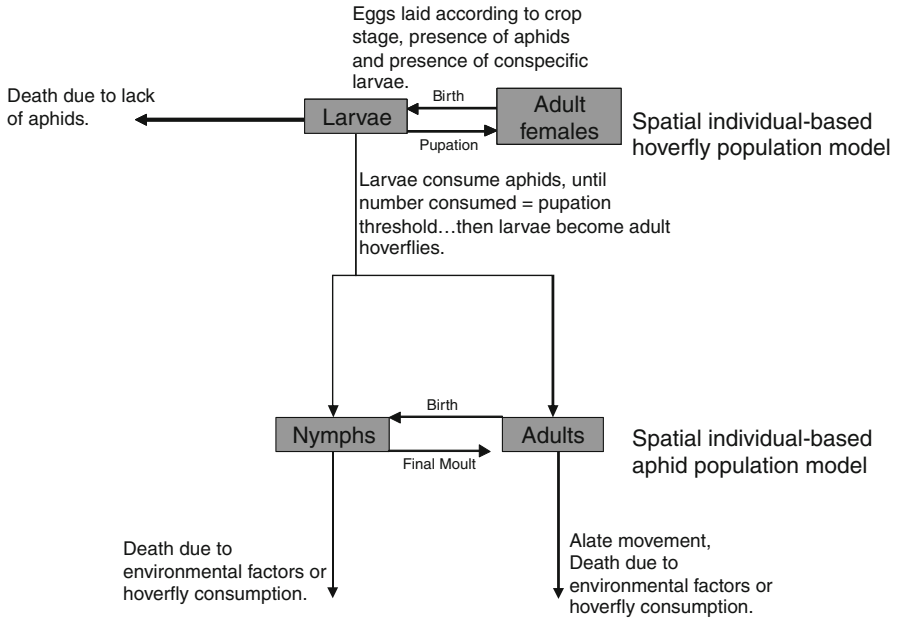 Eggs laid according to crop
stage, presence of aphids
and presence of conspecific
larvae.
Death due to lack
of aphids.
Birth
Larvae
Adult
females
Pupation
Spatial individual-based
hoverfly population model
Larvae consume aphids, until
number consumed = pupation
threshold…then larvae become adult
hoverflies.
Birth
Nymphs
Adults
Final Moult
Spatial individual-based
aphid population model
Death due to
environmental factors or
hoverfly consumption.
Alate movement,
Death due to
environmental factors or
hoverfly consumption.